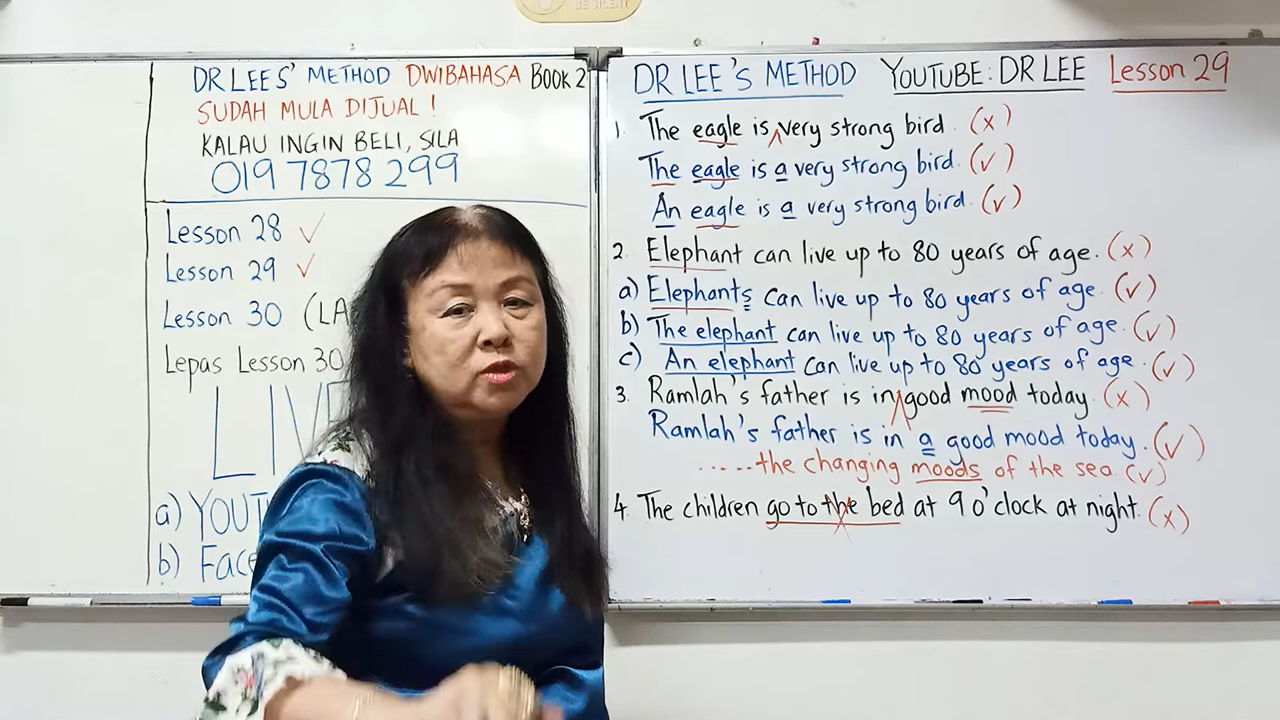 BE SILENT
DR LEES' METHOD DWIBAHASA BOOK 2
SUDAH MULA DIJUAL !
KALAU INGIN BELI, SILA
019 7878 299
Lesson 28 ✓
Lesson 29 ✓
Lesson 30 (LA
Lepas Lesson 30
LIVE
a) YOUT
b) Face
DR LEE'S METHOD YOUTUBE: DR LEE Lesson 29
1. The eagle is very strong bird. (x)
The eagle is a very strong bird. (✓)
An eagle is a very strong bird. (✓)
2. Elephant can live up to 80 years of age. (x)
a) Elephants can live up to 80 years of age. (✓)
b) The elephant can live up to 80 years of age. (✓)
c) An elephant can live up to 80 years of age. (✓)
3. Ramlah's father is in good mood today. (x)
Ramlah's father is in a good mood today. (✓)
.....the changing moods of the sea. (✓)
4. The children go to the bed at 9 o'clock at night. (x)